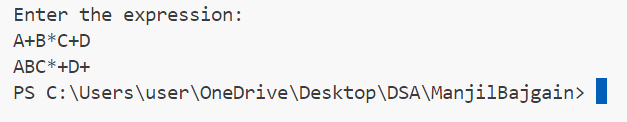 Enter the expression:
A+B*C+D
ABC*+D+
PS C:\Users\user\OneDrive\Desktop\DSA\ManjilBajgain>